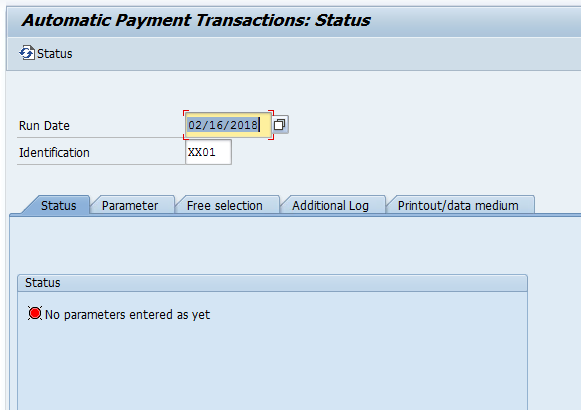 Automatic Payment Transactions: Status
Status
Run Date 02/16/2018
Identification XX01
Status Parameter Free selection Additional Log Printout/data medium
Status
No parameters entered as yet